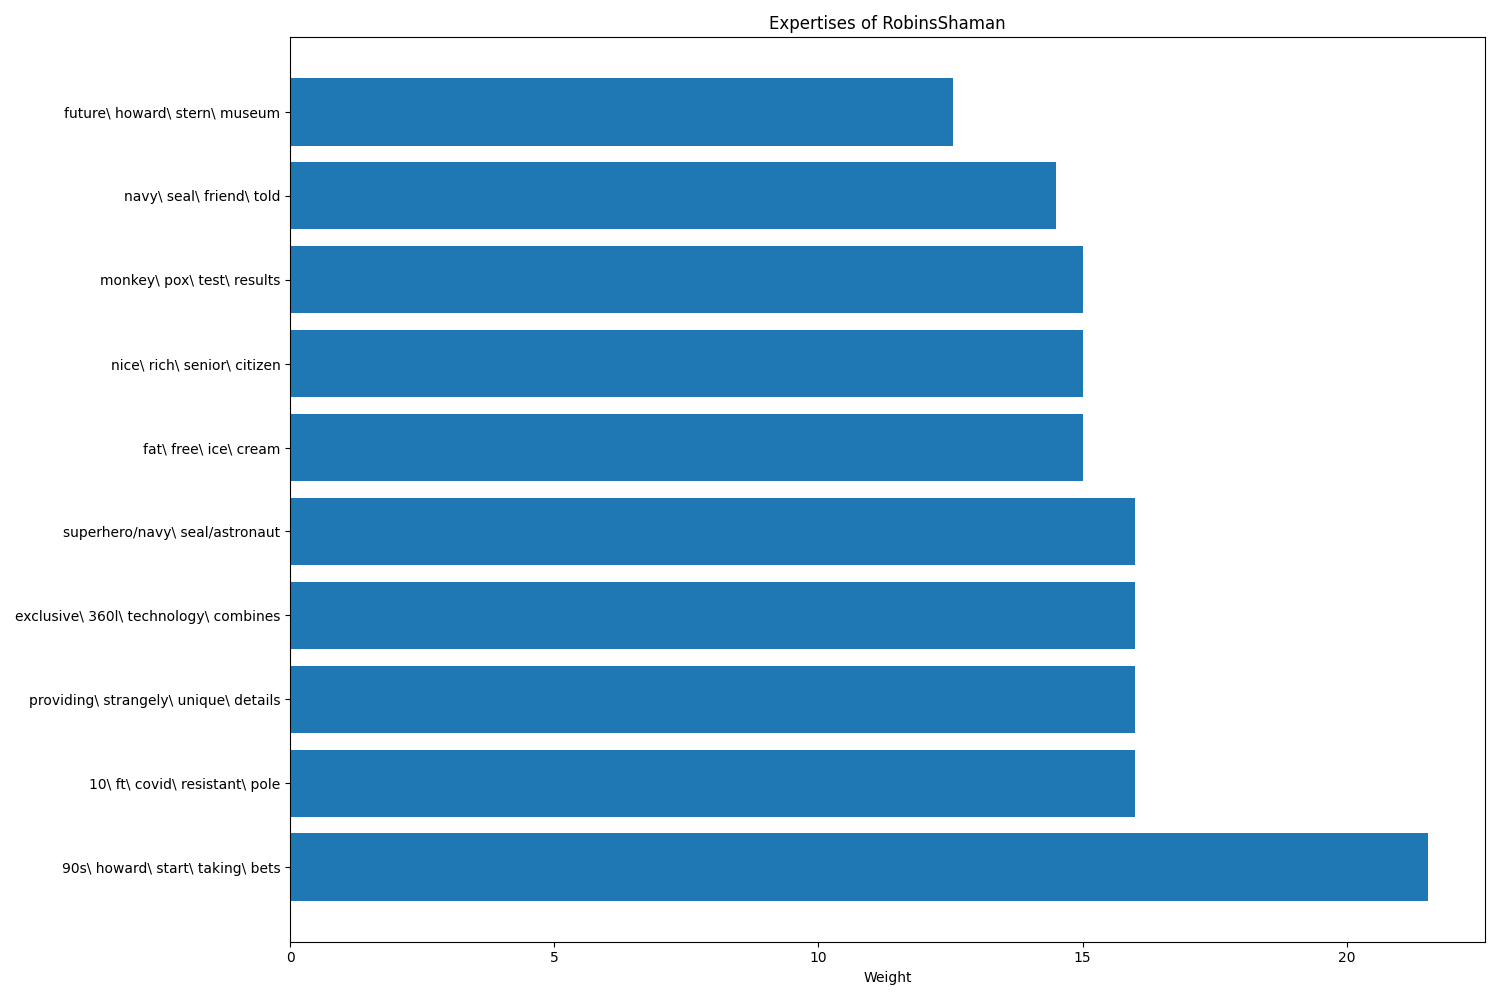 Expertises of RobinsShaman
future\ howard\ stern\ museum
navy\ seal\ friend\ told
monkey\ pox\ test\ results
nice\ rich\ senior\ citizen
fat\ free\ ice\ cream
superhero/navy\ seal/astronaut
exclusive\ 360l\ technology\ combines
providing\ strangely\ unique\ details
10\ ft\ covid\ resistant\ pole
90s\ howard\ start\ taking\ bets
0 5 10 15 20
Weight